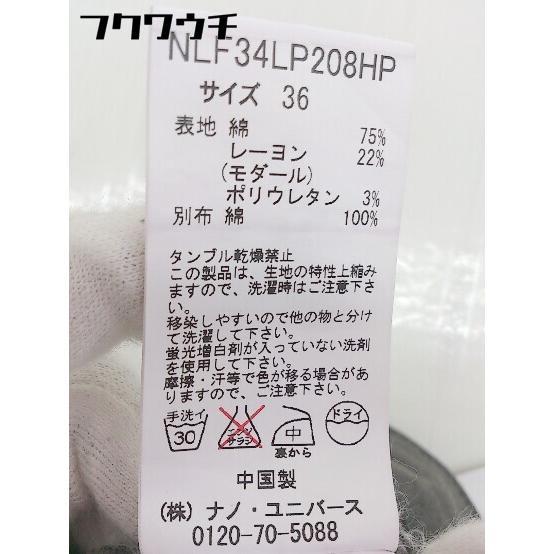 フクワウチ
NLF34LP208HP
サイズ 36
表地 綿 75%
レーヨン 22%
(モダール)
ポリウレタン 3%
別布 綿 100%
タンブル乾燥禁止
この製品は、生地の特性上縮み
ますので、洗濯時はご注意下さ
い。
移染しやすいので他の物と分け
て洗濯して下さい。
蛍光増白剤が入っていない洗剤
を使用して下さい。
摩擦・汗等で色が移る場合があ
りますので、ご注意下さい。
手洗イ 30 エンソ サラシ 中 ドライ
裏から
中国製
(株) ナノ・ユニバース
0120-70-5088